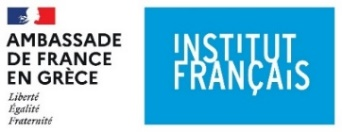 AMBASSADE
DE FRANCE
EN GRÈCE
Liberté
Égalité
Fraternité
INSTITUT
FRANÇAIS